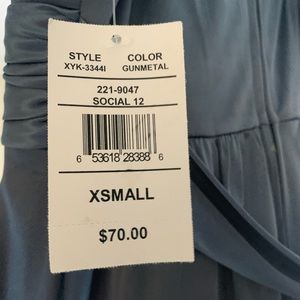 STYLE COLOR
XYK-3344I GUNMETAL
221-9047
SOCIAL 12
6 53618 28388 6
XSMALL
$70.00